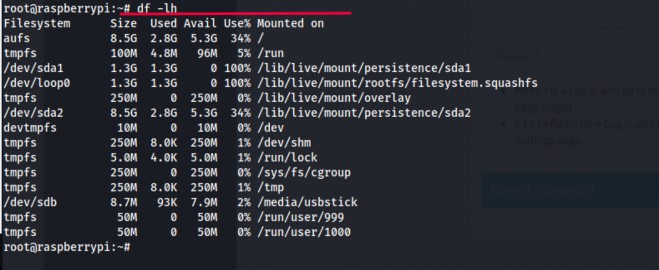 root@raspberrypi:~# df -lh
Filesystem      Size  Used Avail Use% Mounted on
aufs            8.5G  2.8G  5.3G  34% /
tmpfs           100M  4.8M   96M   5% /run
/dev/sda1       1.3G  1.3G     0 100% /lib/live/mount/persistence/sda1
/dev/loop0      1.3G  1.3G     0 100% /lib/live/mount/rootfs/filesystem.squashfs
tmpfs           250M     0  250M   0% /lib/live/mount/overlay
/dev/sda2       8.5G  2.8G  5.3G  34% /lib/live/mount/persistence/sda2
devtmpfs         10M     0   10M   0% /dev
tmpfs           250M  8.0K  250M   1% /dev/shm
tmpfs           5.0M  4.0K  5.0M   1% /run/lock
tmpfs           250M     0  250M   0% /sys/fs/cgroup
tmpfs           250M  8.0K  250M   1% /tmp
/dev/sdb        8.7M   93K  7.9M   2% /media/usbstick
tmpfs            50M     0   50M   0% /run/user/999
tmpfs            50M     0   50M   0% /run/user/1000
root@raspberrypi:~#